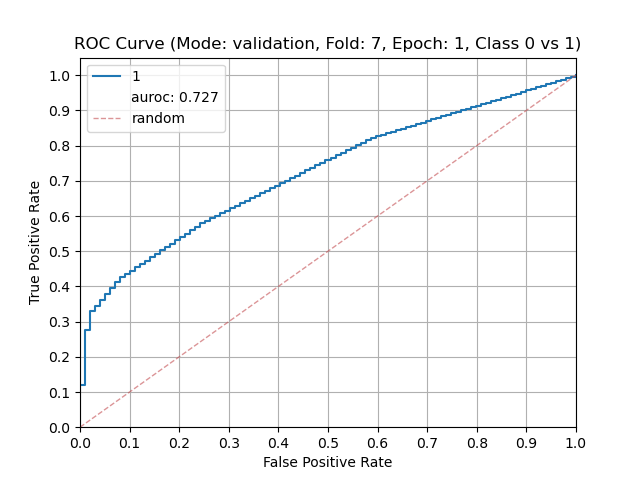 ROC Curve (Mode: validation, Fold: 7, Epoch: 1, Class 0 vs 1)
1
auroc: 0.727
random
1.0
0.9
0.8
0.7
0.6
0.5
0.4
0.3
0.2
0.1
0.0
True Positive Rate
0.0 0.1 0.2 0.3 0.4 0.5 0.6 0.7 0.8 0.9 1.0
False Positive Rate